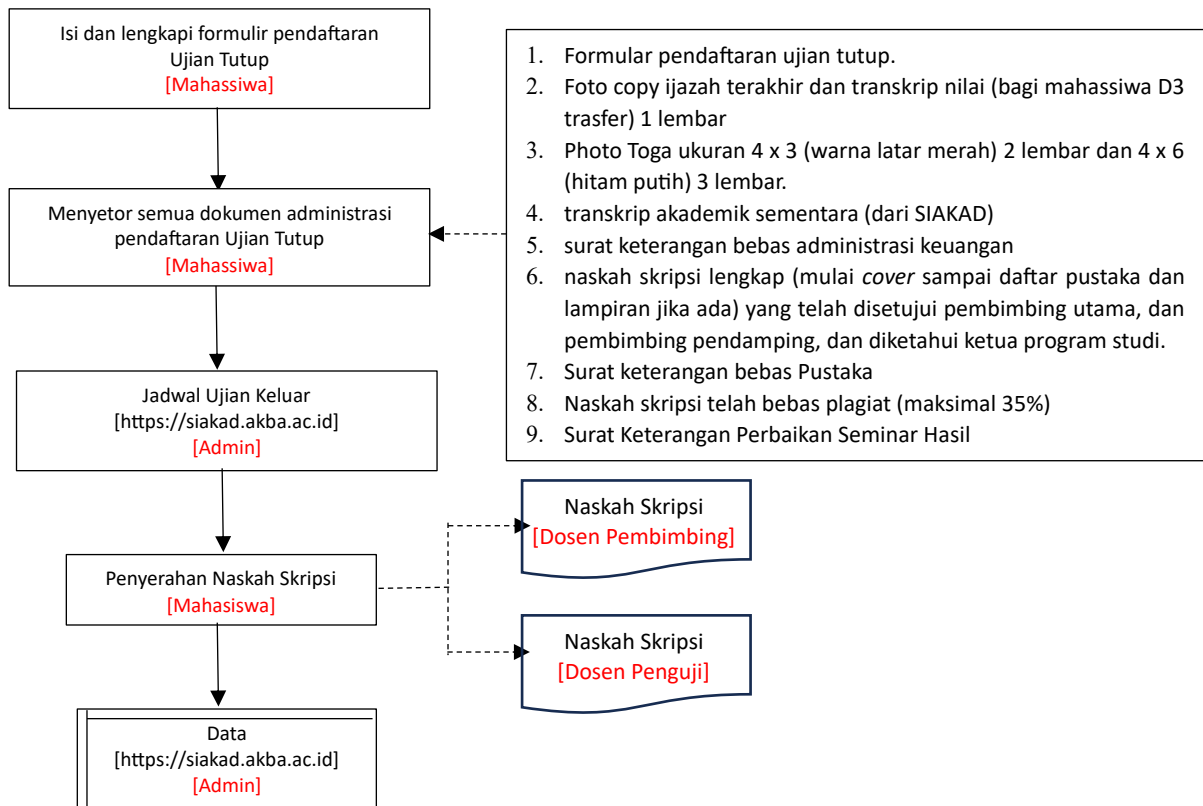 Isi dan lengkapi formulir pendaftaran
Ujian Tutup
[Mahassiwa]
1. Formular pendaftaran ujian tutup.
2. Foto copy ijazah terakhir dan transkrip nilai (bagi mahassiwa D3
trasfer) 1 lembar
3. Photo Toga ukuran 4 x 3 (warna latar merah) 2 lembar dan 4 x 6
(hitam putih) 3 lembar.
4. transkrip akademik sementara (dari SIAKAD)
5. surat keterangan bebas administrasi keuangan
6. naskah skripsi lengkap (mulai cover sampai daftar pustaka dan
lampiran jika ada) yang telah disetujui pembimbing utama, dan
pembimbing pendamping, dan diketahui ketua program studi.
7. Surat keterangan bebas Pustaka
8. Naskah skripsi telah bebas plagiat (maksimal 35%)
9. Surat Keterangan Perbaikan Seminar Hasil
Menyetor semua dokumen administrasi
pendaftaran Ujian Tutup
[Mahassiwa]
Jadwal Ujian Keluar
[https://siakad.akba.ac.id]
[Admin]
Penyerahan Naskah Skripsi
[Mahasiswa]
Naskah Skripsi
[Dosen Pembimbing]
Naskah Skripsi
[Dosen Penguji]
Data
[https://siakad.akba.ac.id]
[Admin]